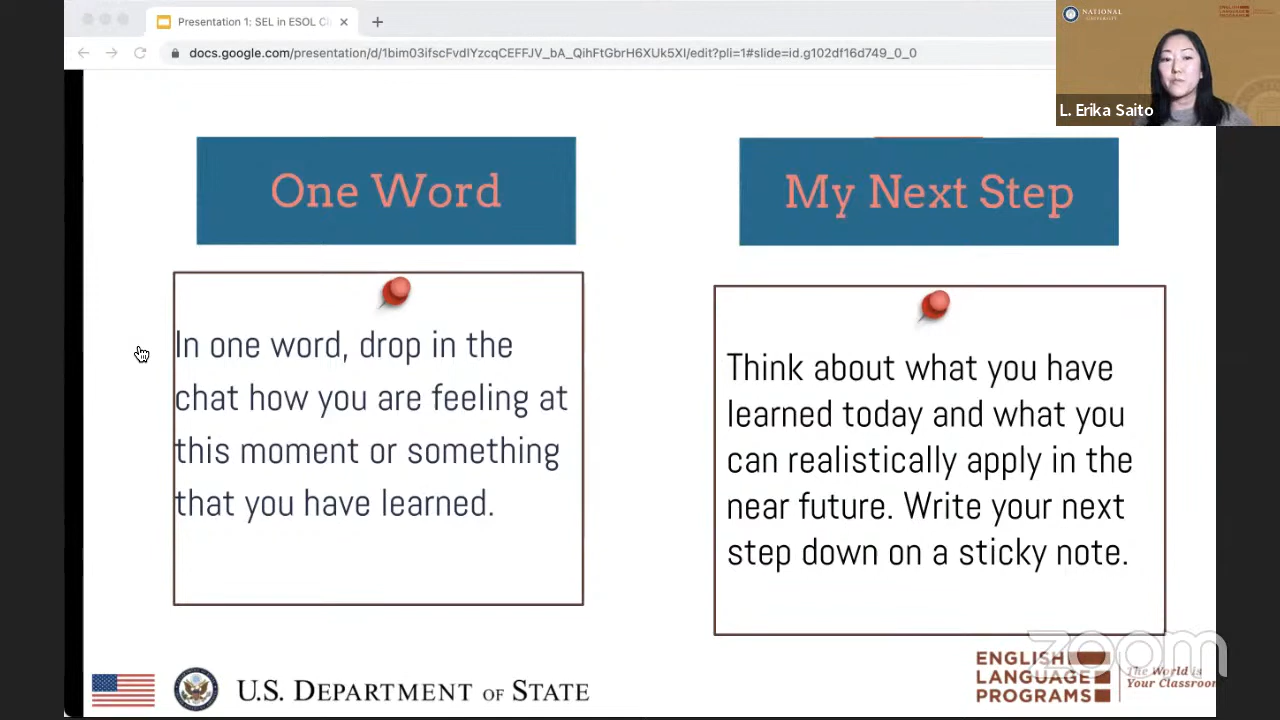 Presentation 1: SEL in ESOL Cl
docs.google.com/presentation/d/1bim03ifscFvdIYzcqCEFFJV_bA_QihFtGbrH6XUk5XI/edit?pli=1#slide=id.g102df16d749_0_0
NATIONAL
UNIVERSITY
L. Erika Saito
One Word
In one word, drop in the
chat how you are feeling at
this moment or something
that you have learned.
My Next Step
Think about what you have
learned today and what you
can realistically apply in the
near future. Write your next
step down on a sticky note.
U.S. DEPARTMENT OF STATE
ENGLISH
LANGUAGE
PROGRAMS
The World is
Your Classroom
zoom